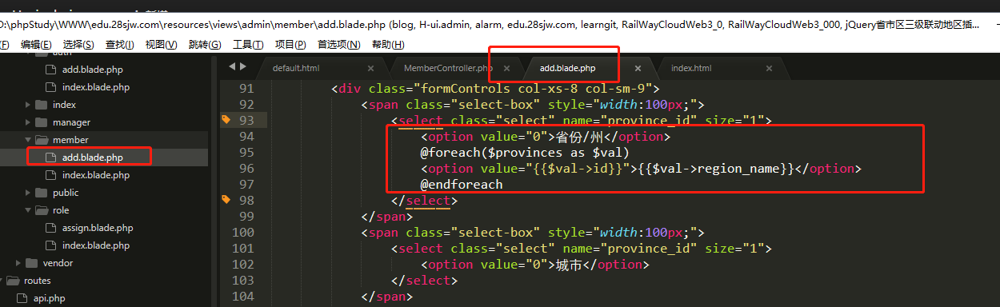 D:\phpStudy\WWW\edu.28sjw.com\resources\views\admin\member\add.blade.php (blog, H-ui.admin, alarm, edu.28sjw.com, learngit, RailWayCloudWeb3_0, RailWayCloudWeb3_000, jQuery省市区三级联动地区插...
(F) 编辑(E) 选择(S) 查找(I) 视图(V) 跳转(G) 工具(T) 项目(P) 首选项(N) 帮助(H)
default.html × MemberController.php × add.blade.php × index.html ×
auth
add.blade.php
index.blade.php
index
manager
member
add.blade.php
index.blade.php
public
role
assign.blade.php
index.blade.php
vendor
routes
api.php
91 <div class="formControls col-xs-8 col-sm-9">
92 <span class="select-box" style="width:100px;">
93 <select class="select" name="province_id" size="1">
94 <option value="0">省份/州</option>
95 @foreach($provinces as $val)
96 <option value="{{$val->id}}">{{$val->region_name}}</option>
97 @endforeach
98 </select>
99 </span>
100 <span class="select-box" style="width:100px;">
101 <select class="select" name="province_id" size="1">
102 <option value="0">城市</option>
103 </select>
104 </span>